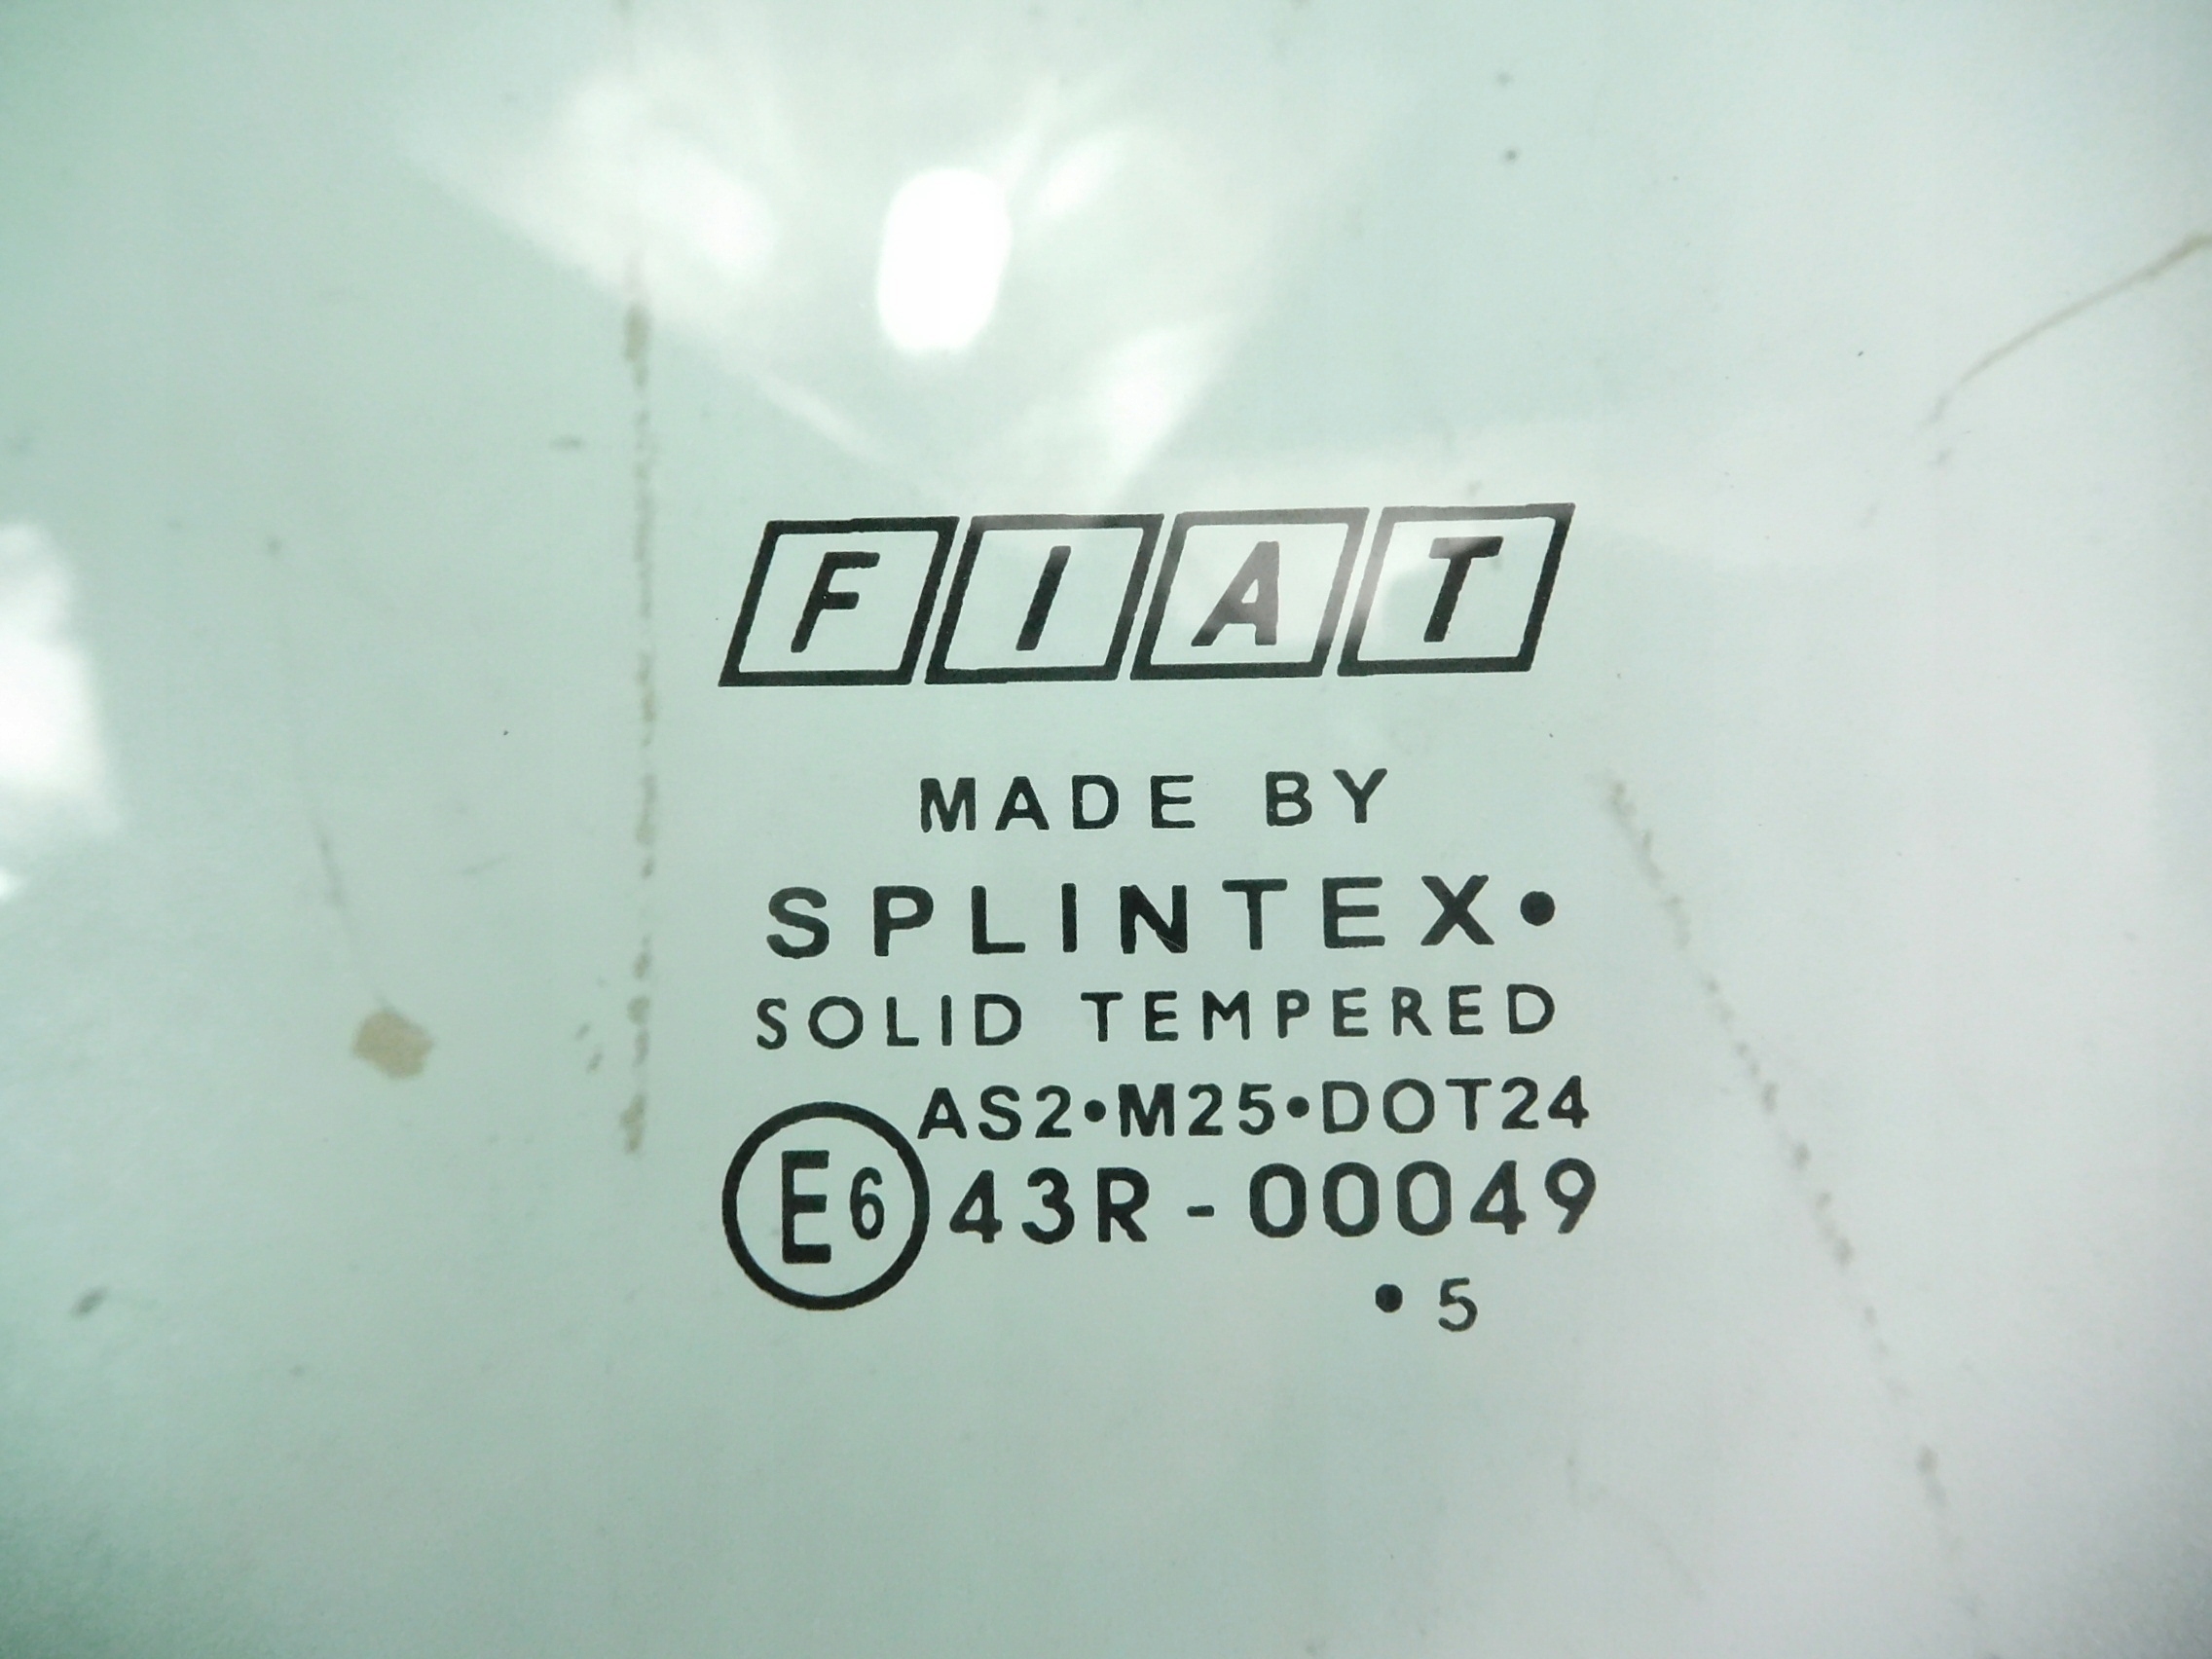 FIAT
MADE BY
SPLINTEX•
SOLID TEMPERED
AS2•M25•DOT24
E6 43R-00049
•5